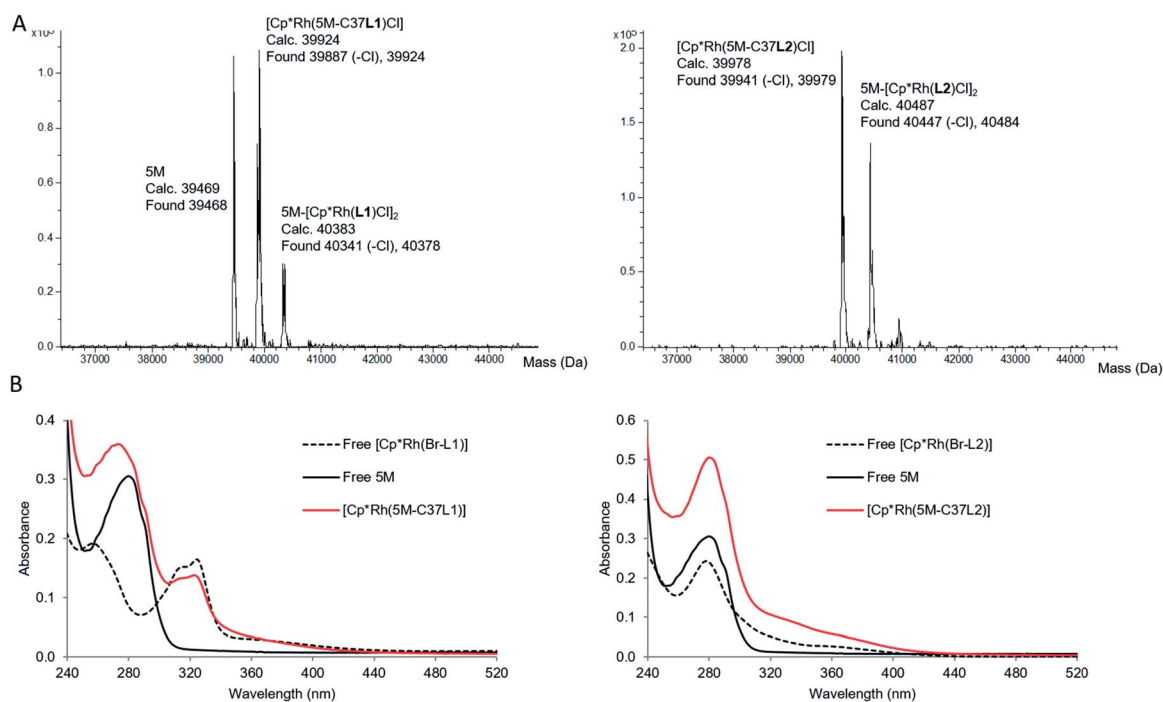 A
x10⁵
1.0
0.8
0.6
0.4
0.2
0.0
37000 38000 39000 40000 41000 42000 43000 44000
Mass (Da)
5M
Calc. 39469
Found 39468
[Cp*Rh(5M-C37L1)Cl]
Calc. 39924
Found 39887 (-Cl), 39924
5M-[Cp*Rh(L1)Cl]₂
Calc. 40383
Found 40341 (-Cl), 40378
x10⁵
2.0
1.5
1.0
0.5
0.0
37000 38000 39000 40000 41000 42000 43000 44000
Mass (Da)
[Cp*Rh(5M-C37L2)Cl]
Calc. 39978
Found 39941 (-Cl), 39979
5M-[Cp*Rh(L2)Cl]₂
Calc. 40487
Found 40447 (-Cl), 40484
B
Absorbance
0.4
0.3
0.2
0.1
0.0
240 280 320 360 400 440 480 520
Wavelength (nm)
Free [Cp*Rh(Br-L1)]
Free 5M
[Cp*Rh(5M-C37L1)]
Absorbance
0.6
0.5
0.4
0.3
0.2
0.1
0.0
240 280 320 360 400 440 480 520
Wavelength (nm)
Free [Cp*Rh(Br-L2)]
Free 5M
[Cp*Rh(5M-C37L2)]